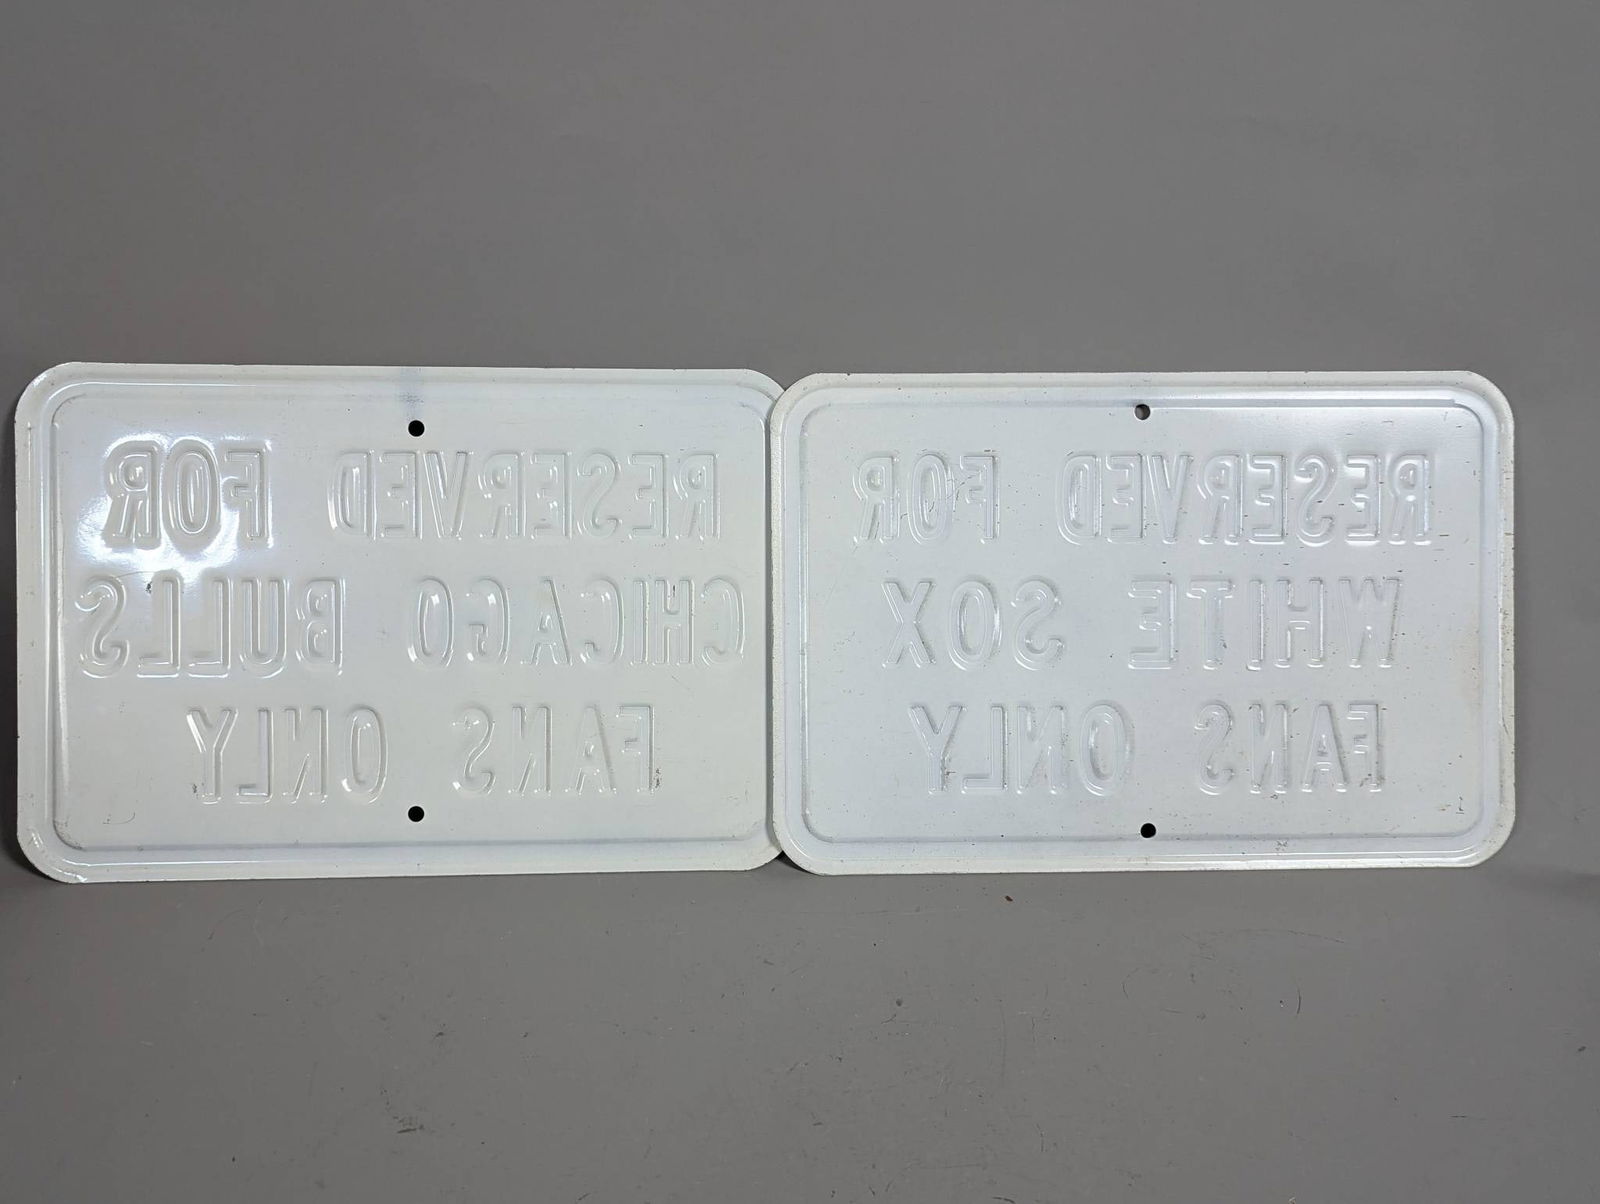 RESERVED FOR
CHICAGO BULLS
FANS ONLY
RESERVED FOR
WHITE SOX
FANS ONLY